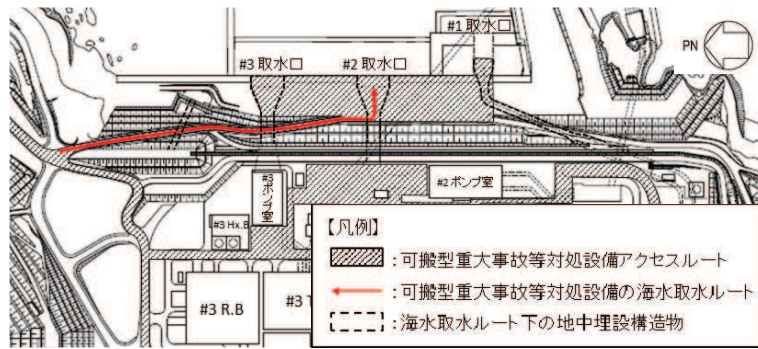 #1取水口
#3取水口
#2取水口
PN
#3ポンプ室
#2ポンプ室
#3 Hx.B
#3 R.B
#3 T
【凡例】
:可搬型重大事故等対処設備アクセスルート
:可搬型重大事故等対処設備の海水取水ルート
:海水取水ルート下の地中埋設構造物